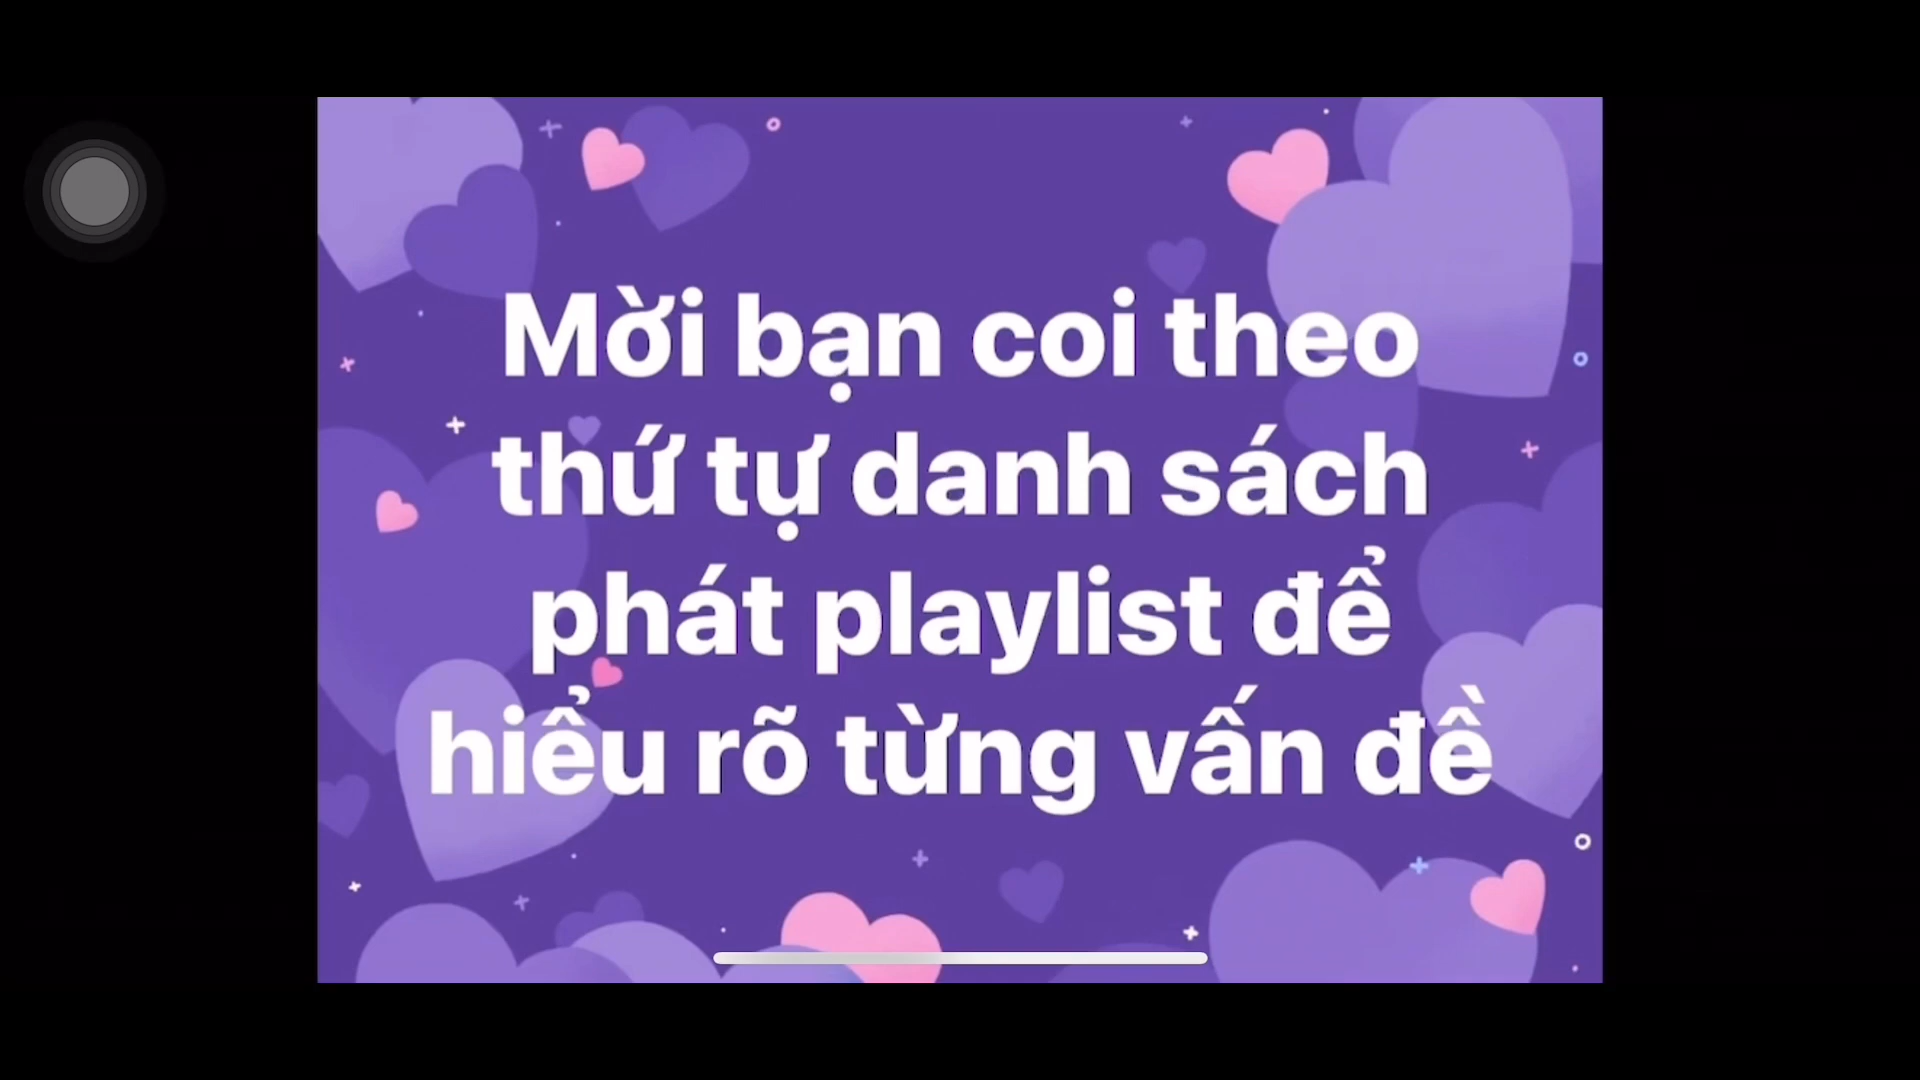 Mời bạn coi theo
thứ tự danh sách
phát playlist để
hiểu rõ từng vấn đề